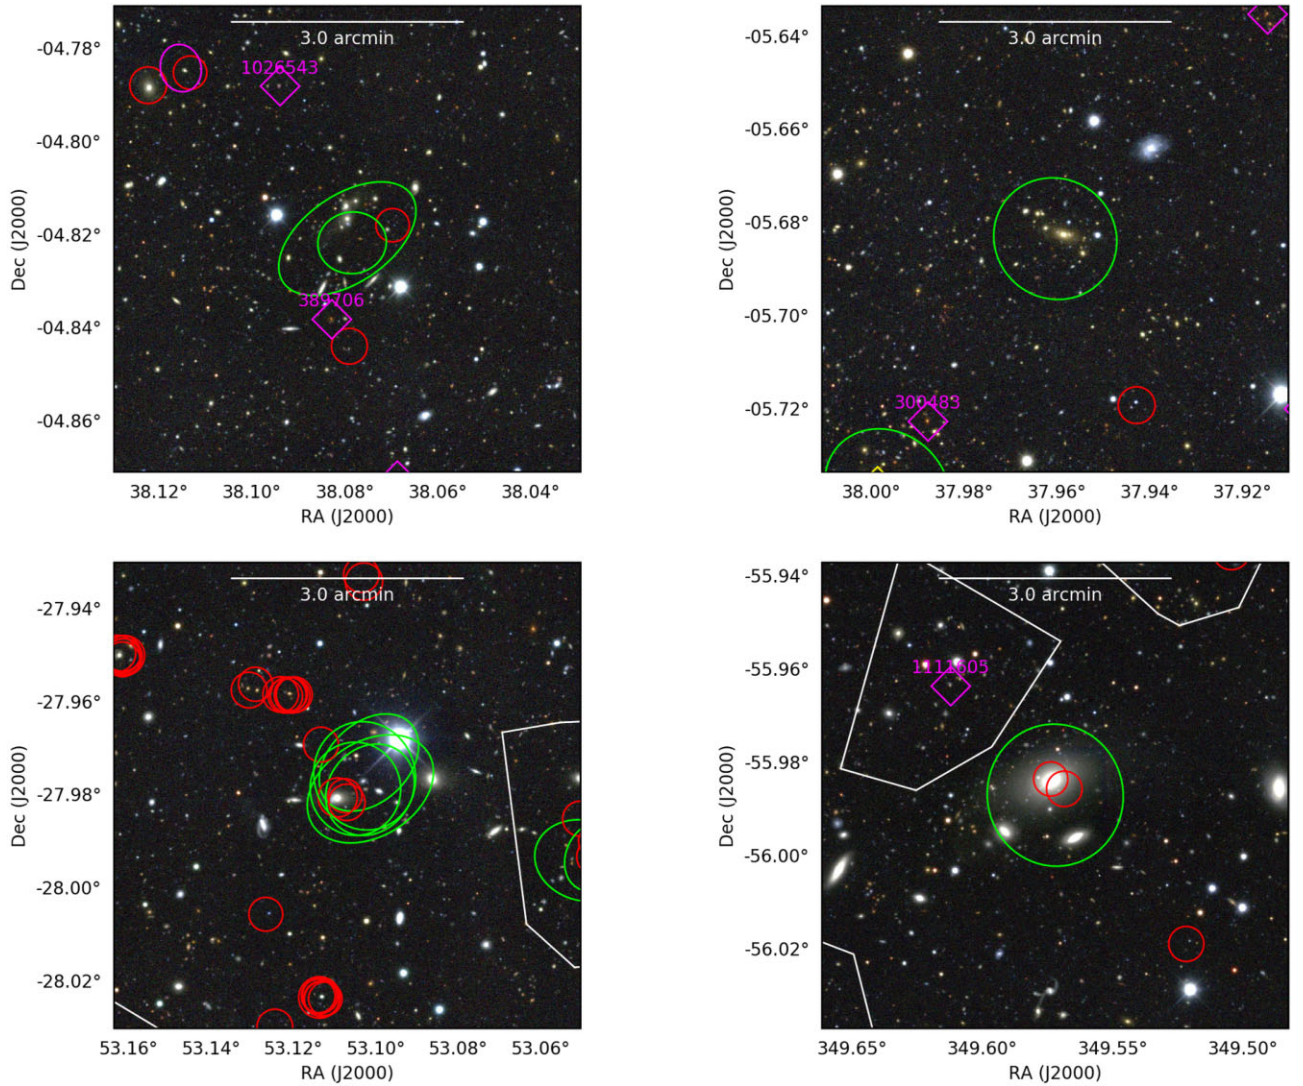 3.0 arcmin
1026543
389706
-04.78°
-04.80°
-04.82°
-04.84°
-04.86°
Dec (J2000)
38.12° 38.10° 38.08° 38.06° 38.04°
RA (J2000)
3.0 arcmin
300483
-05.64°
-05.66°
-05.68°
-05.70°
-05.72°
Dec (J2000)
38.00° 37.98° 37.96° 37.94° 37.92°
RA (J2000)
3.0 arcmin
-27.94°
-27.96°
-27.98°
-28.00°
-28.02°
Dec (J2000)
53.16° 53.14° 53.12° 53.10° 53.08° 53.06°
RA (J2000)
3.0 arcmin
1111605
-55.94°
-55.96°
-55.98°
-56.00°
-56.02°
Dec (J2000)
349.65° 349.60° 349.55° 349.50°
RA (J2000)